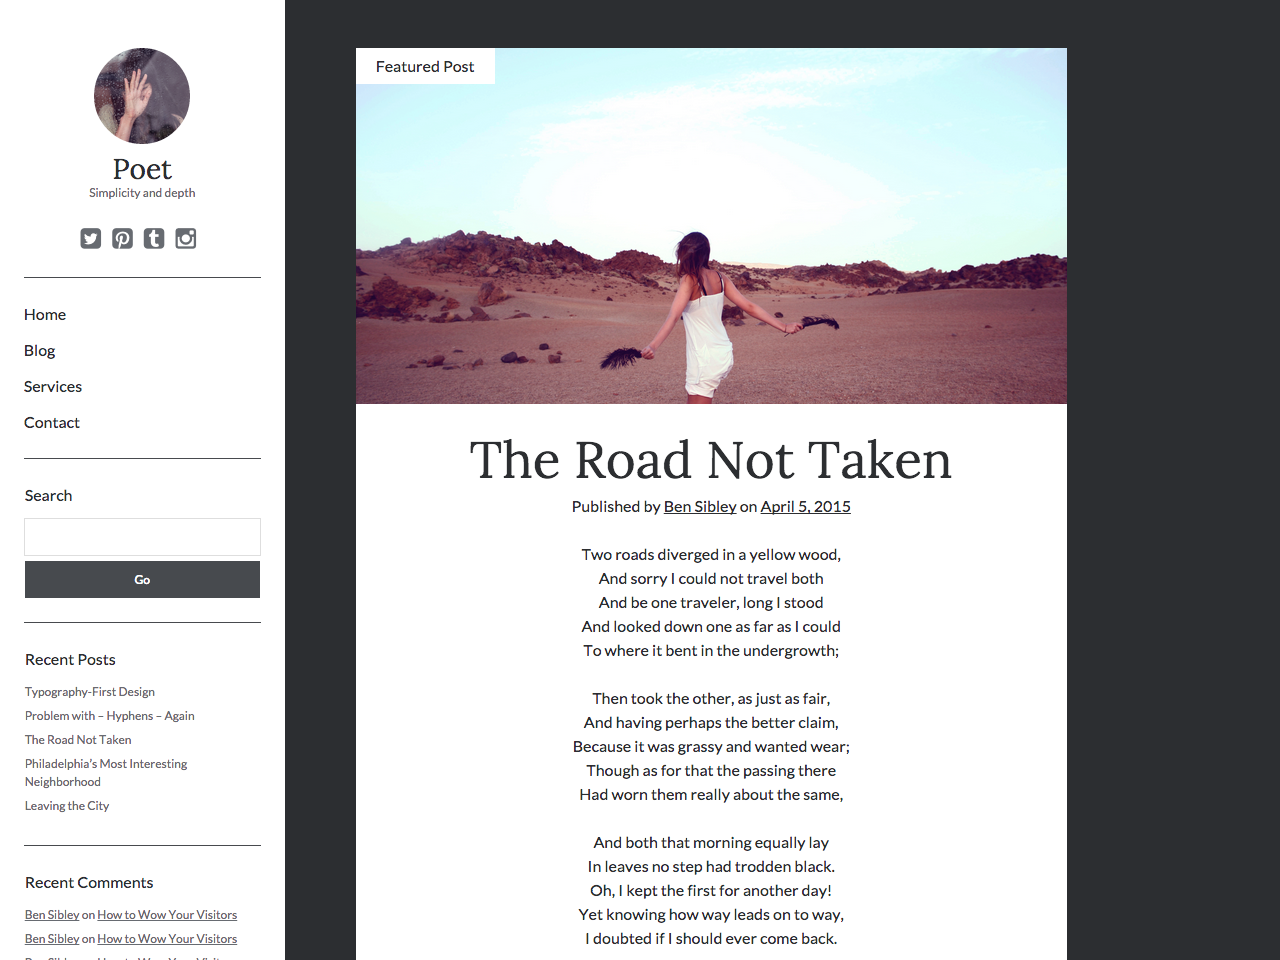 Poet
Simplicity and depth
Home
Blog
Services
Contact
Search
Go
Recent Posts
Typography-First Design
Problem with – Hyphens – Again
The Road Not Taken
Philadelphia's Most Interesting
Neighborhood
Leaving the City
Recent Comments
Ben Sibley on How to Wow Your Visitors
Ben Sibley on How to Wow Your Visitors
Featured Post
The Road Not Taken
Published by Ben Sibley on April 5, 2015
Two roads diverged in a yellow wood,
And sorry I could not travel both
And be one traveler, long I stood
And looked down one as far as I could
To where it bent in the undergrowth;
Then took the other, as just as fair,
And having perhaps the better claim,
Because it was grassy and wanted wear;
Though as for that the passing there
Had worn them really about the same,
And both that morning equally lay
In leaves no step had trodden black.
Oh, I kept the first for another day!
Yet knowing how way leads on to way,
I doubted if I should ever come back.